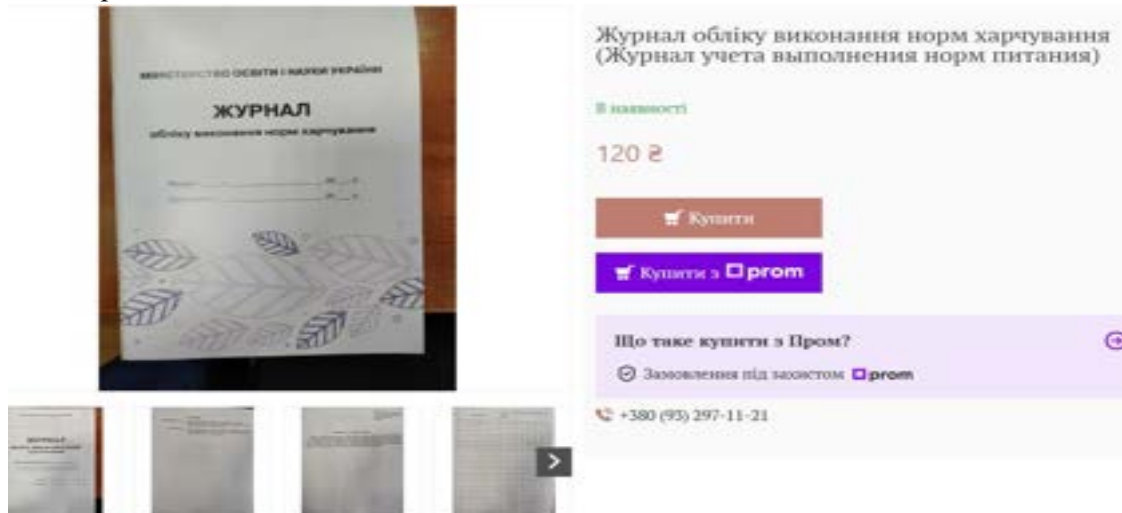 МІНІСТЕРСТВО ОСВІТИ І НАУКИ УКРАЇНИ
ЖУРНАЛ
обліку виконання норм харчування
ЖУРНАЛ
Журнал обліку виконання норм харчування
(Журнал учета выполнения норм питания)
В наявності
120 ₴
Купити
Купити з prom
Що таке купити з Пром?
Замовлення під захистом prom
+380 (93) 297-11-21